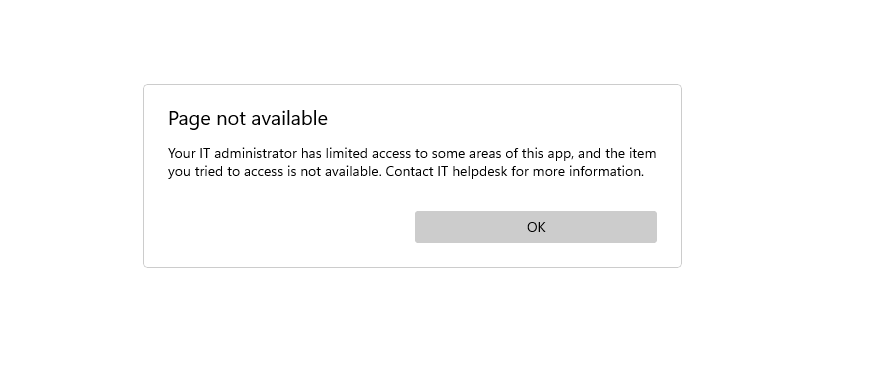 Page not available
Your IT administrator has limited access to some areas of this app, and the item
you tried to access is not available. Contact IT helpdesk for more information.
OK